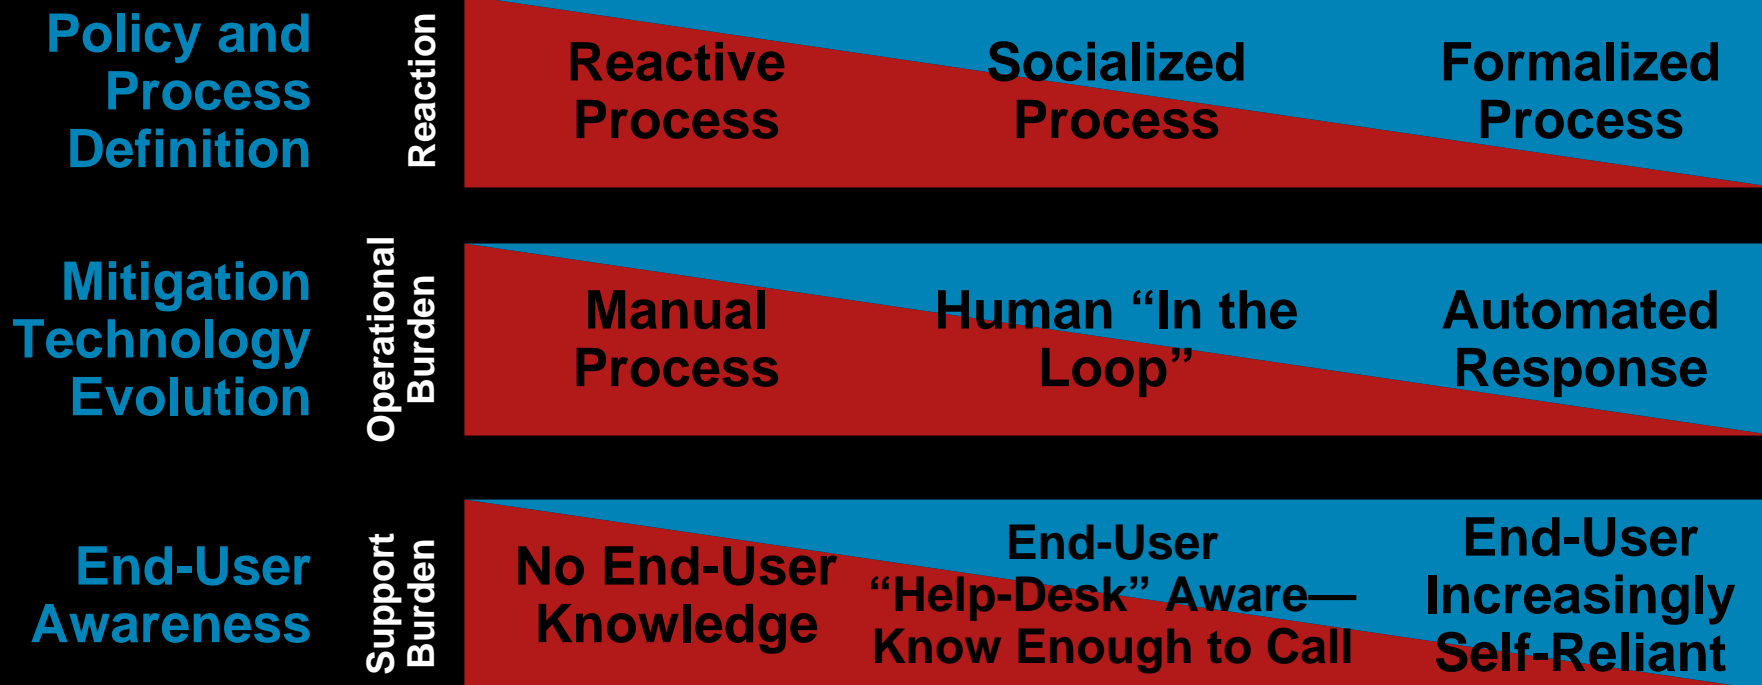 Policy and
Process
Definition
Reaction
Reactive
Process
Socialized
Process
Formalized
Process
Mitigation
Technology
Evolution
Operational
Burden
Manual
Process
Human “In the
Loop”
Automated
Response
End-User
Awareness
Support
Burden
No End-User
Knowledge
End-User
“Help-Desk” Aware—
Know Enough to Call
End-User
Increasingly
Self-Reliant